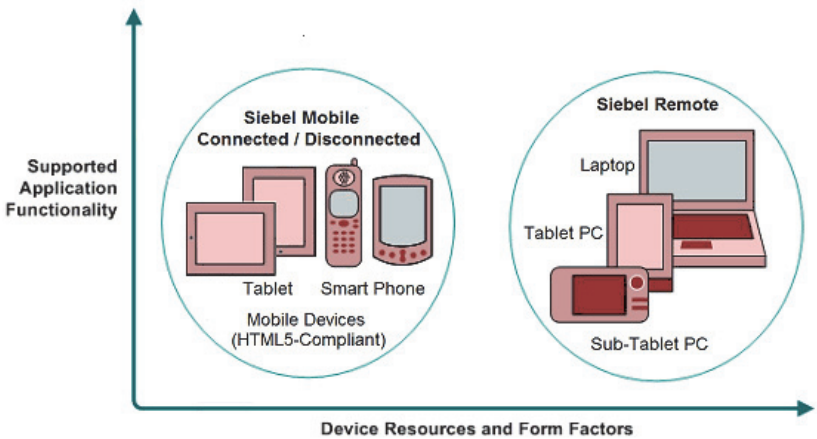 Supported
Application
Functionality
Siebel Mobile
Connected / Disconnected
Tablet
Smart Phone
Mobile Devices
(HTML5-Compliant)
Siebel Remote
Laptop
Tablet PC
Sub-Tablet PC
Device Resources and Form Factors